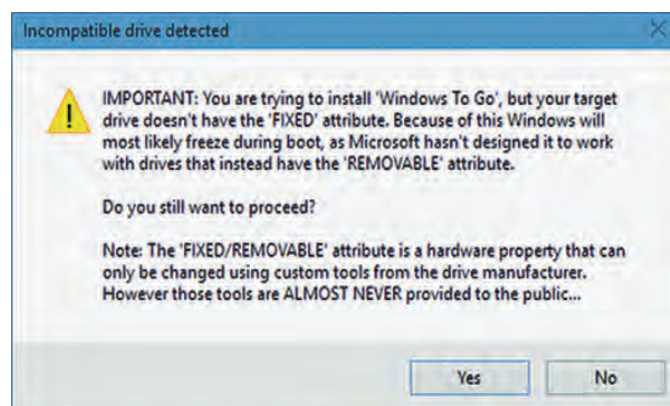 Incompatible drive detected
IMPORTANT: You are trying to install 'Windows To Go', but your target
drive doesn't have the 'FIXED' attribute. Because of this Windows will
most likely freeze during boot, as Microsoft hasn't designed it to work
with drives that instead have the 'REMOVABLE' attribute.
Do you still want to proceed?
Note: The 'FIXED/REMOVABLE' attribute is a hardware property that can
only be changed using custom tools from the drive manufacturer.
However those tools are ALMOST NEVER provided to the public...
Yes
No